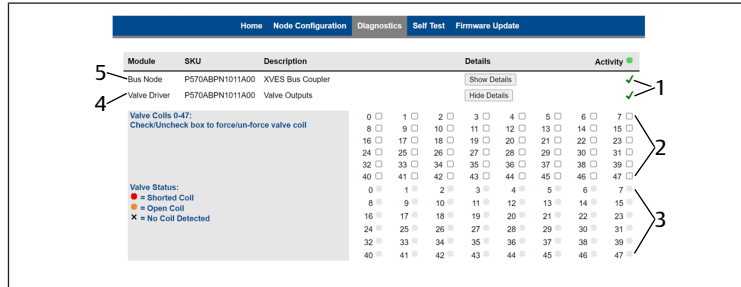 Home Node Configuration Diagnostics Self Test Firmware Update
Module SKU Description Details Activity
5 Bus Node P570ABPN1011A00 XVES Bus Coupler Show Details 1
4 Valve Driver P570ABPN1011A00 Valve Outputs Hide Details
Valve Coils 0-47:
Check/Uncheck box to force/un-force valve coil
0 1 2 3 4 5 6 7
8 9 10 11 12 13 14 15
16 17 18 19 20 21 22 23
24 25 26 27 28 29 30 31
32 33 34 35 36 37 38 39
40 41 42 43 44 45 46 47
2
Valve Status:
= Shorted Coil
= Open Coil
× = No Coil Detected
0 1 2 3 4 5 6 7
8 9 10 11 12 13 14 15
16 17 18 19 20 21 22 23
24 25 26 27 28 29 30 31
32 33 34 35 36 37 38 39
40 41 42 43 44 45 46 47
3